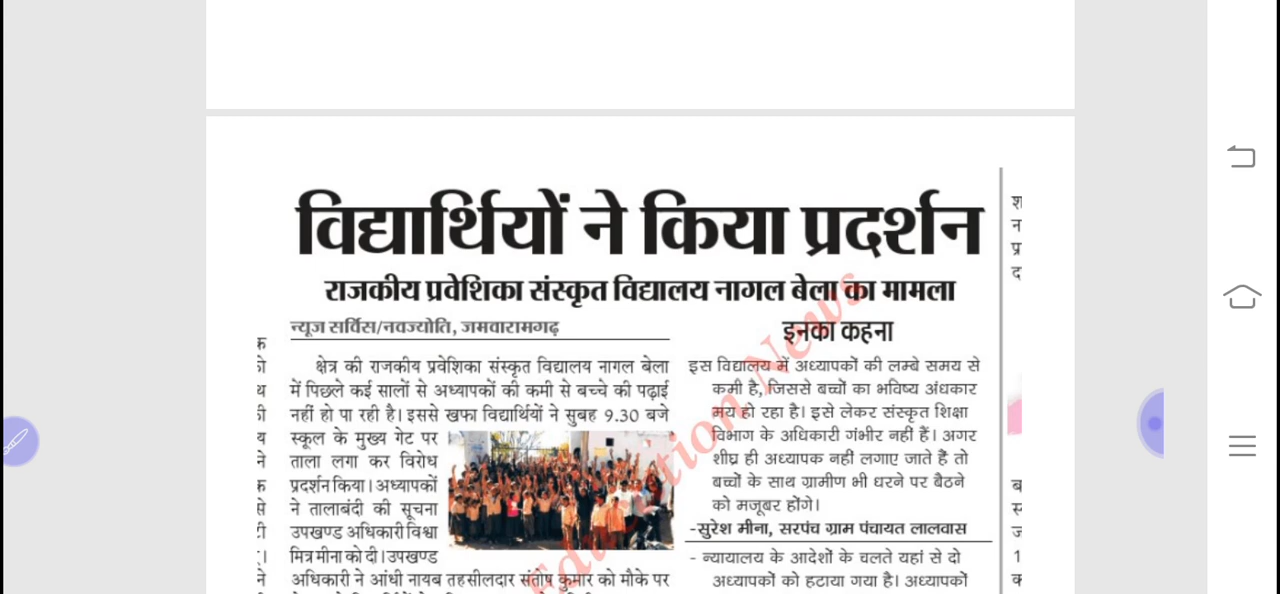 विद्यार्थियों ने किया प्रदर्शन
राजकीय प्रवेशिका संस्कृत विद्यालय नागल बेला का मामला
न्यूज सर्विस/नवज्योति, जमवारामगढ़
क्षेत्र की राजकीय प्रवेशिका संस्कृत विद्यालय नागल बेला
में पिछले कई सालों से अध्यापकों की कमी से बच्चे की पढ़ाई
नहीं हो पा रही है। इससे खफा विद्यार्थियों ने सुबह 9.30 बजे
स्कूल के मुख्य गेट पर
ताला लगा कर विरोध
प्रदर्शन किया। अध्यापकों
ने तालाबंदी की सूचना
उपखण्ड अधिकारी विश्वा
मित्र मीना को दी। उपखण्ड
अधिकारी ने आंधी नायब तहसीलदार संतोष कुमार को मौके पर
इनका कहना
इस विद्यालय में अध्यापकों की लम्बे समय से
कमी है, जिससे बच्चों का भविष्य अंधकार
मय हो रहा है। इसे लेकर संस्कृत शिक्षा
विभाग के अधिकारी गंभीर नहीं हैं। अगर
शीघ्र ही अध्यापक नहीं लगाए जाते हैं तो
बच्चों के साथ ग्रामीण भी धरने पर बैठने
को मजूबर होंगे।
-सुरेश मीना, सरपंच ग्राम पंचायत लालवास
- न्यायालय के आदेशों के चलते यहां से दो
अध्यापकों को हटाया गया है। अध्यापकों
Education News